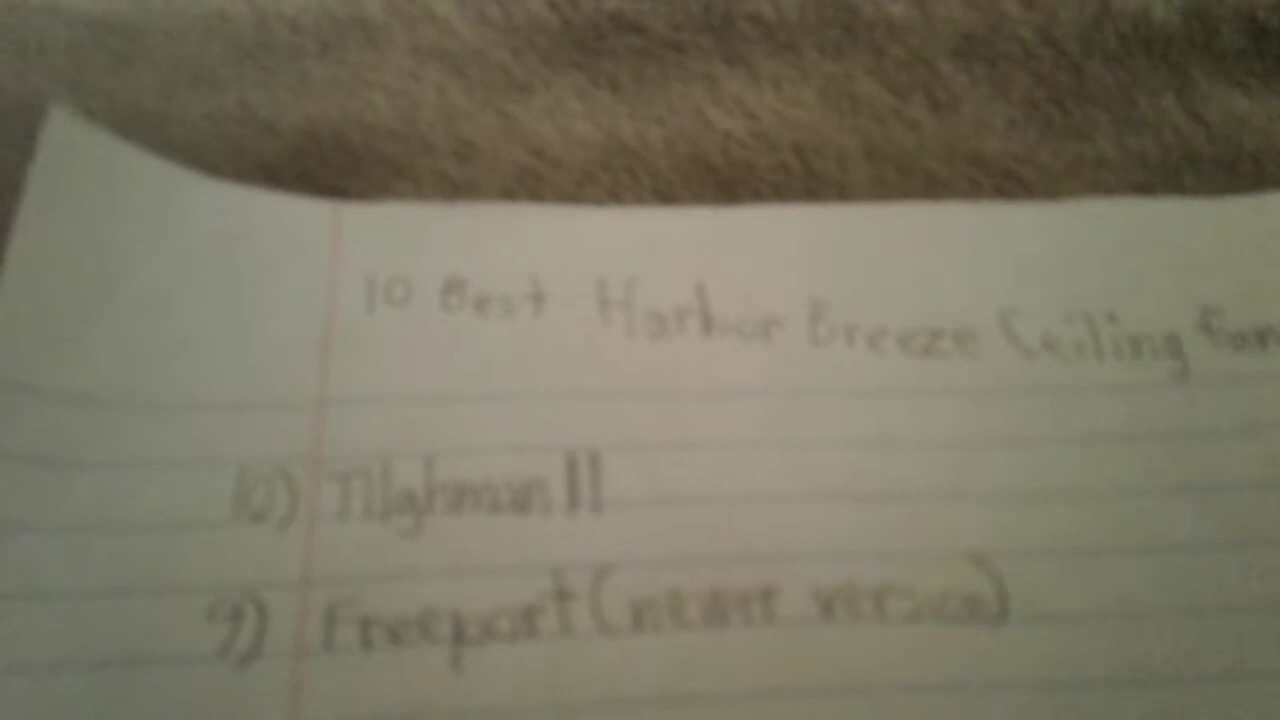 10 Best Harbor Breeze Ceiling Fan
10) Tilghman II
9) Freeport (newer version)